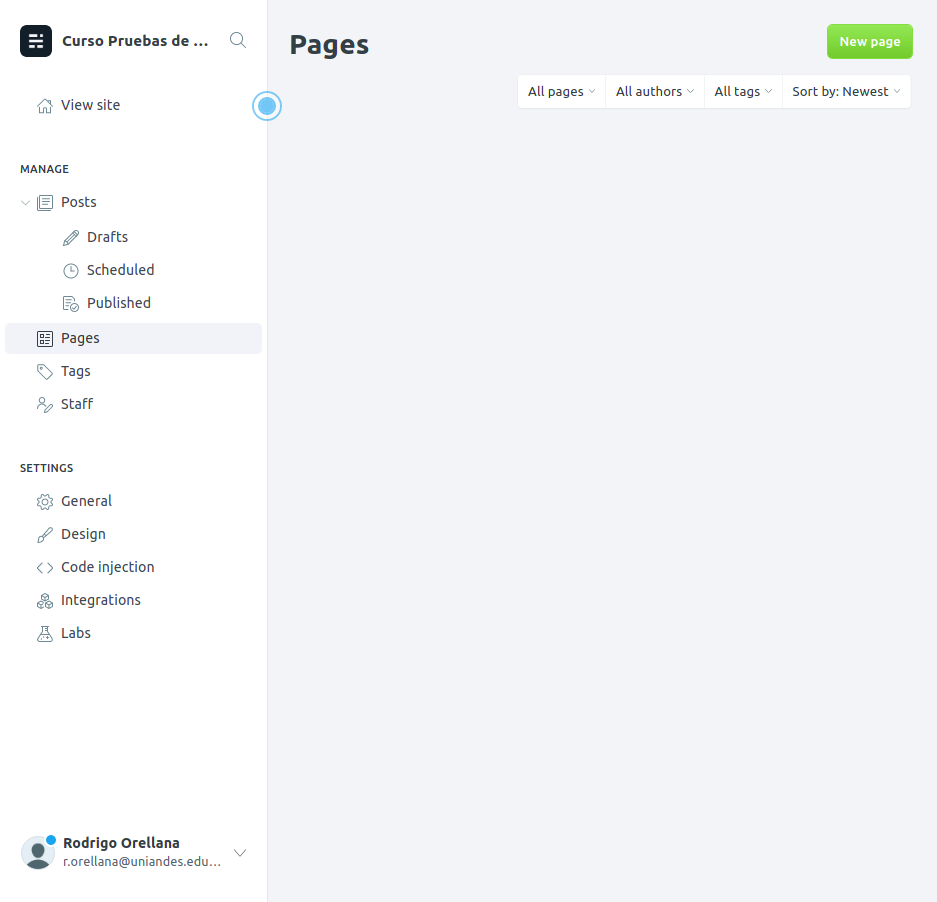 Curso Pruebas de ...
View site
MANAGE
Posts
Drafts
Scheduled
Published
Pages
Tags
Staff
SETTINGS
General
Design
Code injection
Integrations
Labs
Rodrigo Orellana
r.orellana@uniandes.edu...
Pages
New page
All pages
All authors
All tags
Sort by: Newest